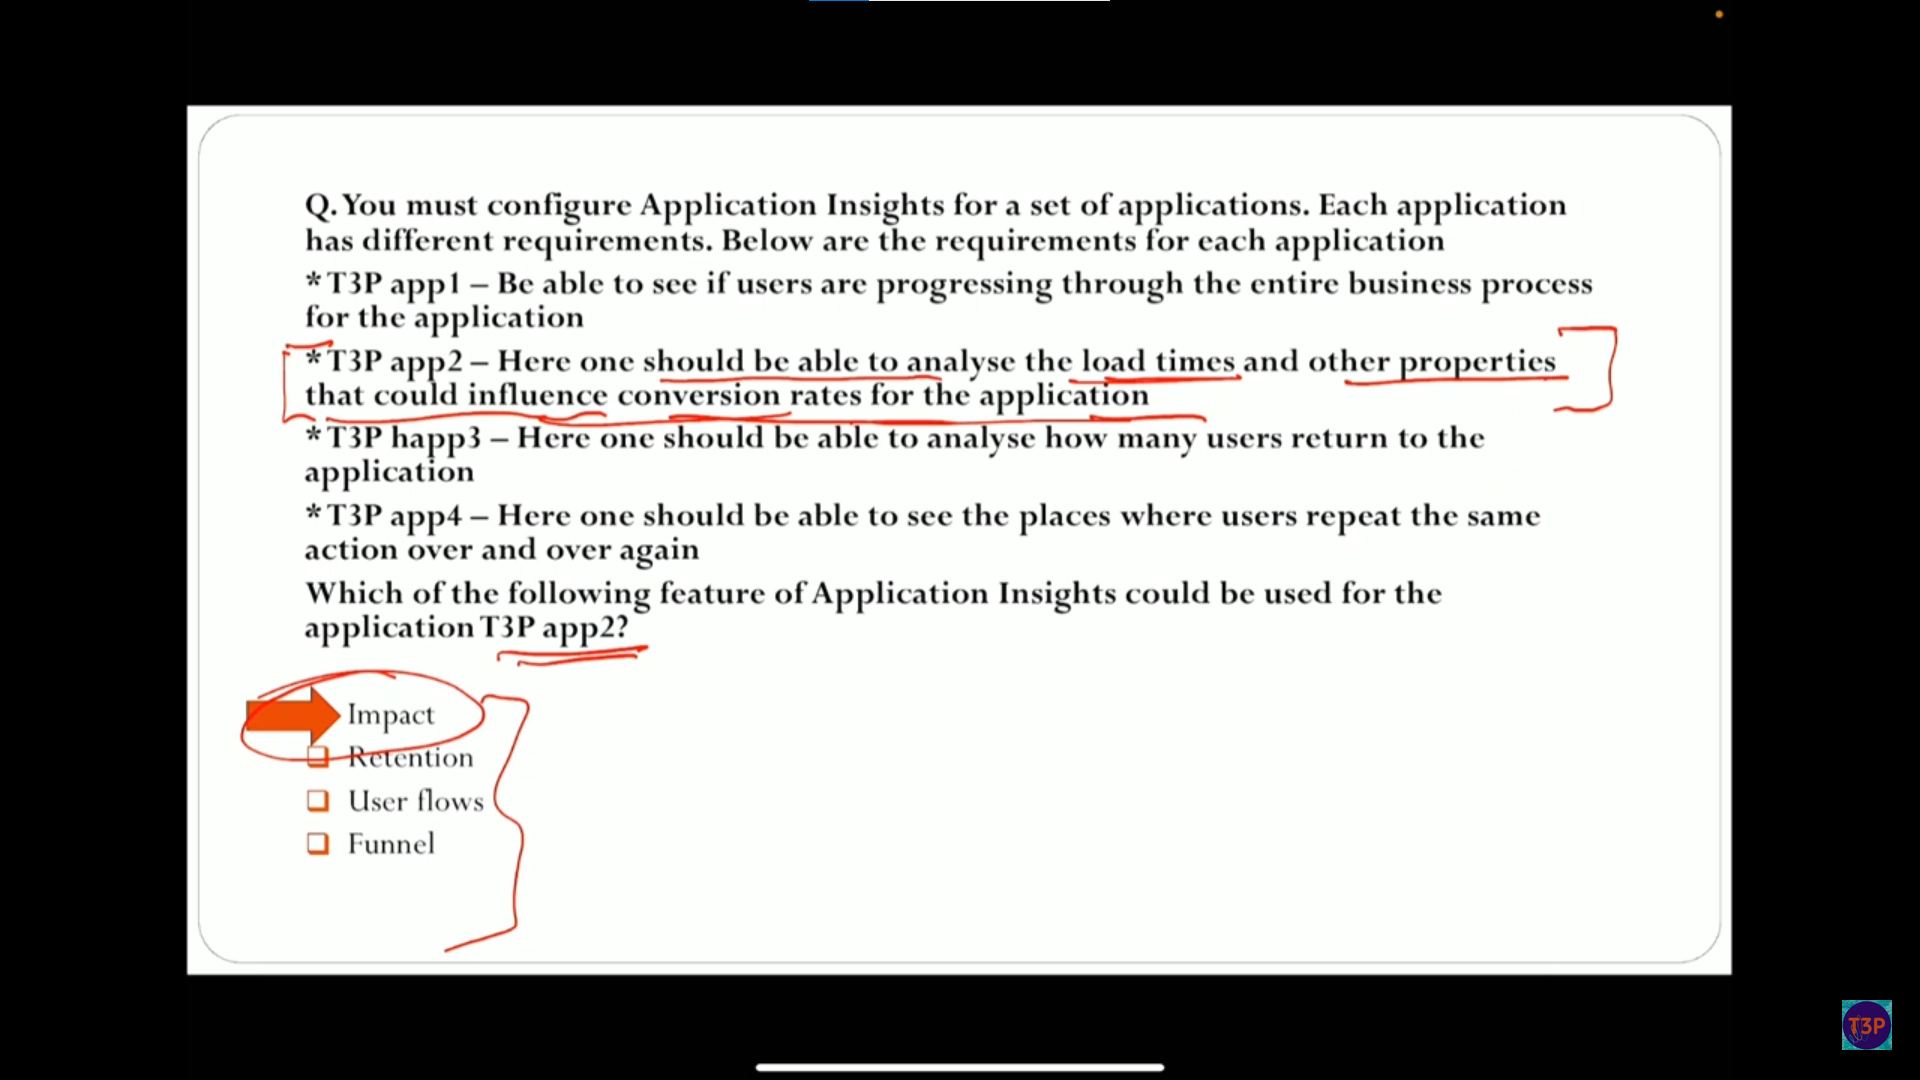 Q. You must configure Application Insights for a set of applications. Each application
has different requirements. Below are the requirements for each application
*T3P app1 – Be able to see if users are progressing through the entire business process
for the application
*T3P app2 – Here one should be able to analyse the load times and other properties
that could influence conversion rates for the application
*T3P happ3 – Here one should be able to analyse how many users return to the
application
*T3P app4 – Here one should be able to see the places where users repeat the same
action over and over again
Which of the following feature of Application Insights could be used for the
application T3P app2?
Impact
Retention
User flows
Funnel
T3P